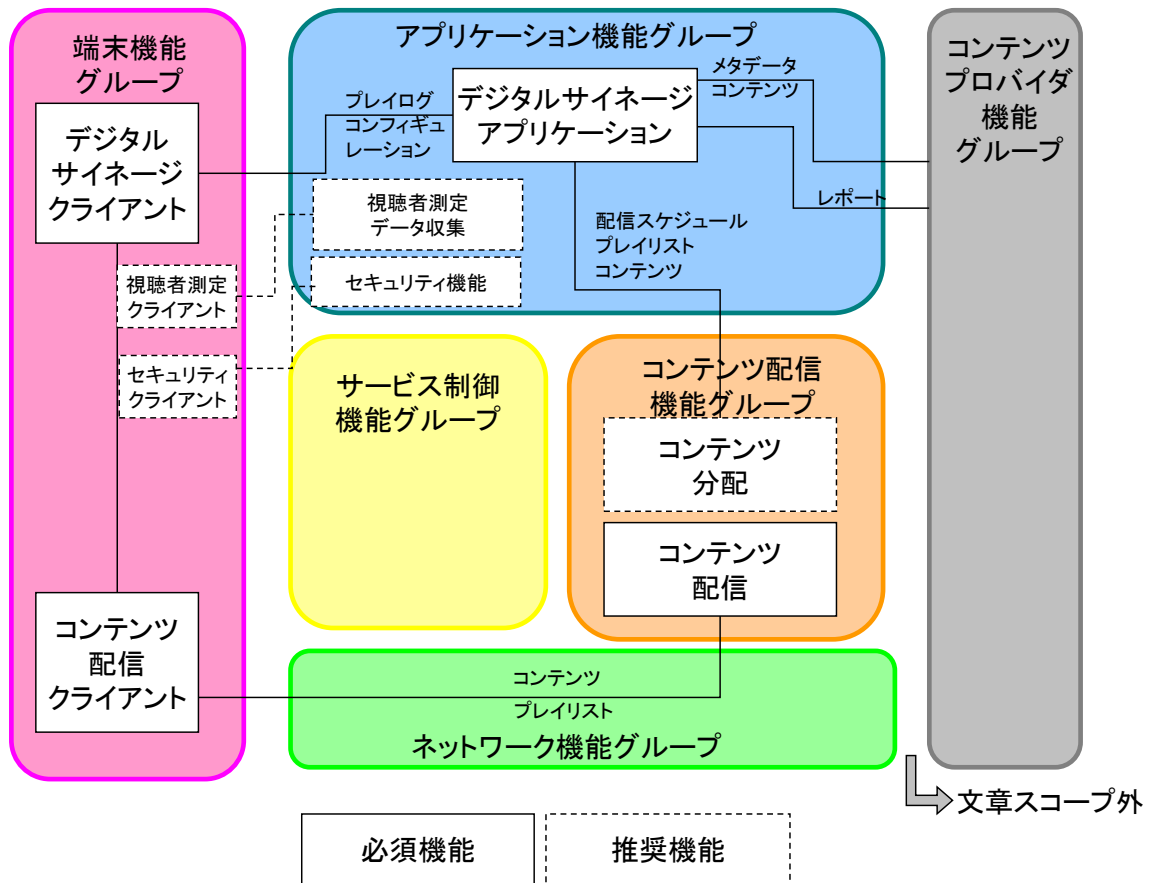 端末機能
グループ
デジタル
サイネージ
クライアント
視聴者測定
クライアント
セキュリティ
クライアント
コンテンツ
配信
クライアント
アプリケーション機能グループ
プレイログ
コンフィギュ
レーション
デジタルサイネージ
アプリケーション
メタデータ
コンテンツ
レポート
視聴者測定
データ収集
セキュリティ機能
配信スケジュール
プレイリスト
コンテンツ
サービス制御
機能グループ
コンテンツ配信
機能グループ
コンテンツ
分配
コンテンツ
配信
コンテンツ
プレイリスト
ネットワーク機能グループ
コンテンツ
プロバイダ
機能
グループ
文章スコープ外
必須機能
推奨機能